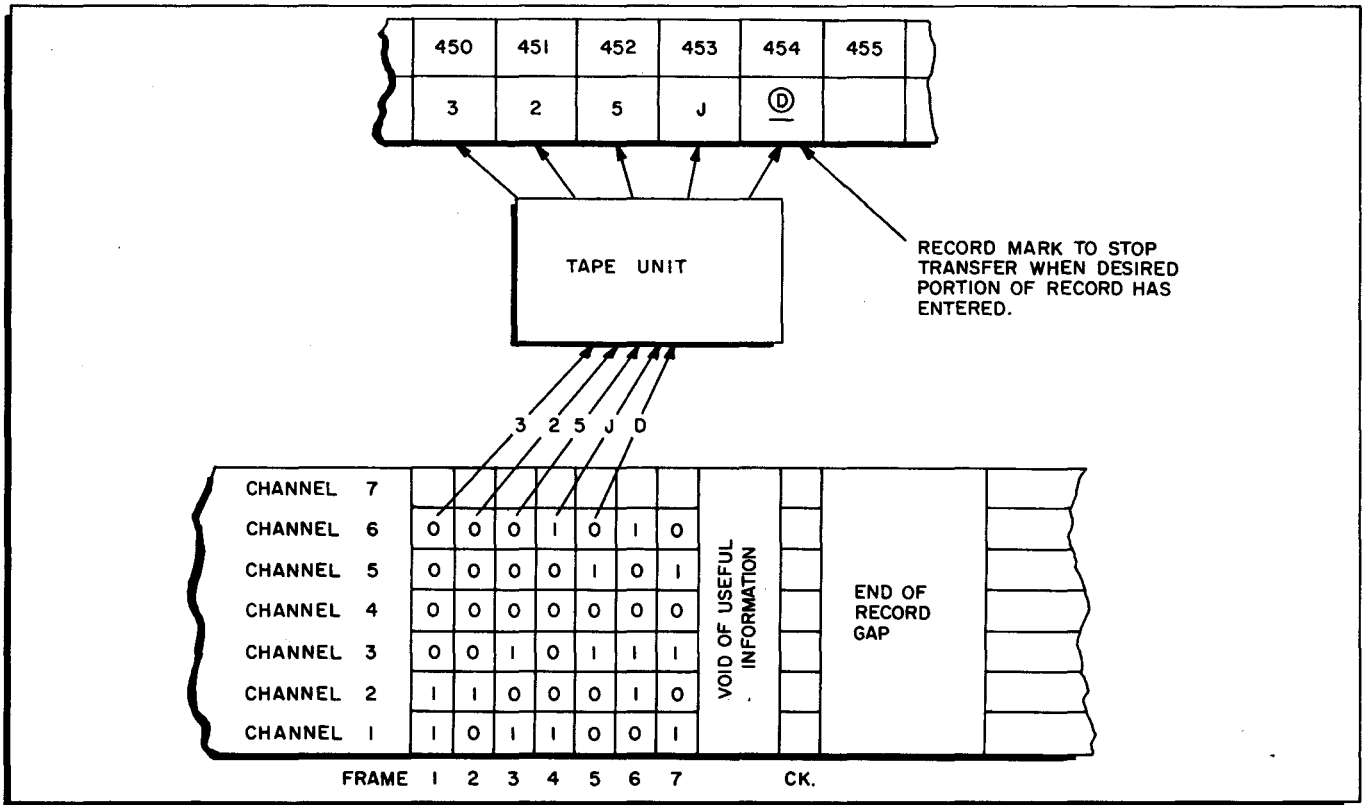 450 451 452 453 454 455
3 2 5 J D
TAPE UNIT
RECORD MARK TO STOP
TRANSFER WHEN DESIRED
PORTION OF RECORD HAS
ENTERED.
3 2 5 J D
CHANNEL 7
CHANNEL 6 0 0 0 1 0 1 0
CHANNEL 5 0 0 0 0 1 0 1
CHANNEL 4 0 0 0 0 0 0 0
CHANNEL 3 0 0 1 0 1 1 1
CHANNEL 2 1 1 0 0 0 1 0
CHANNEL 1 1 0 1 1 0 0 1
VOID OF USEFUL
INFORMATION
END OF
RECORD
GAP
FRAME 1 2 3 4 5 6 7 CK.